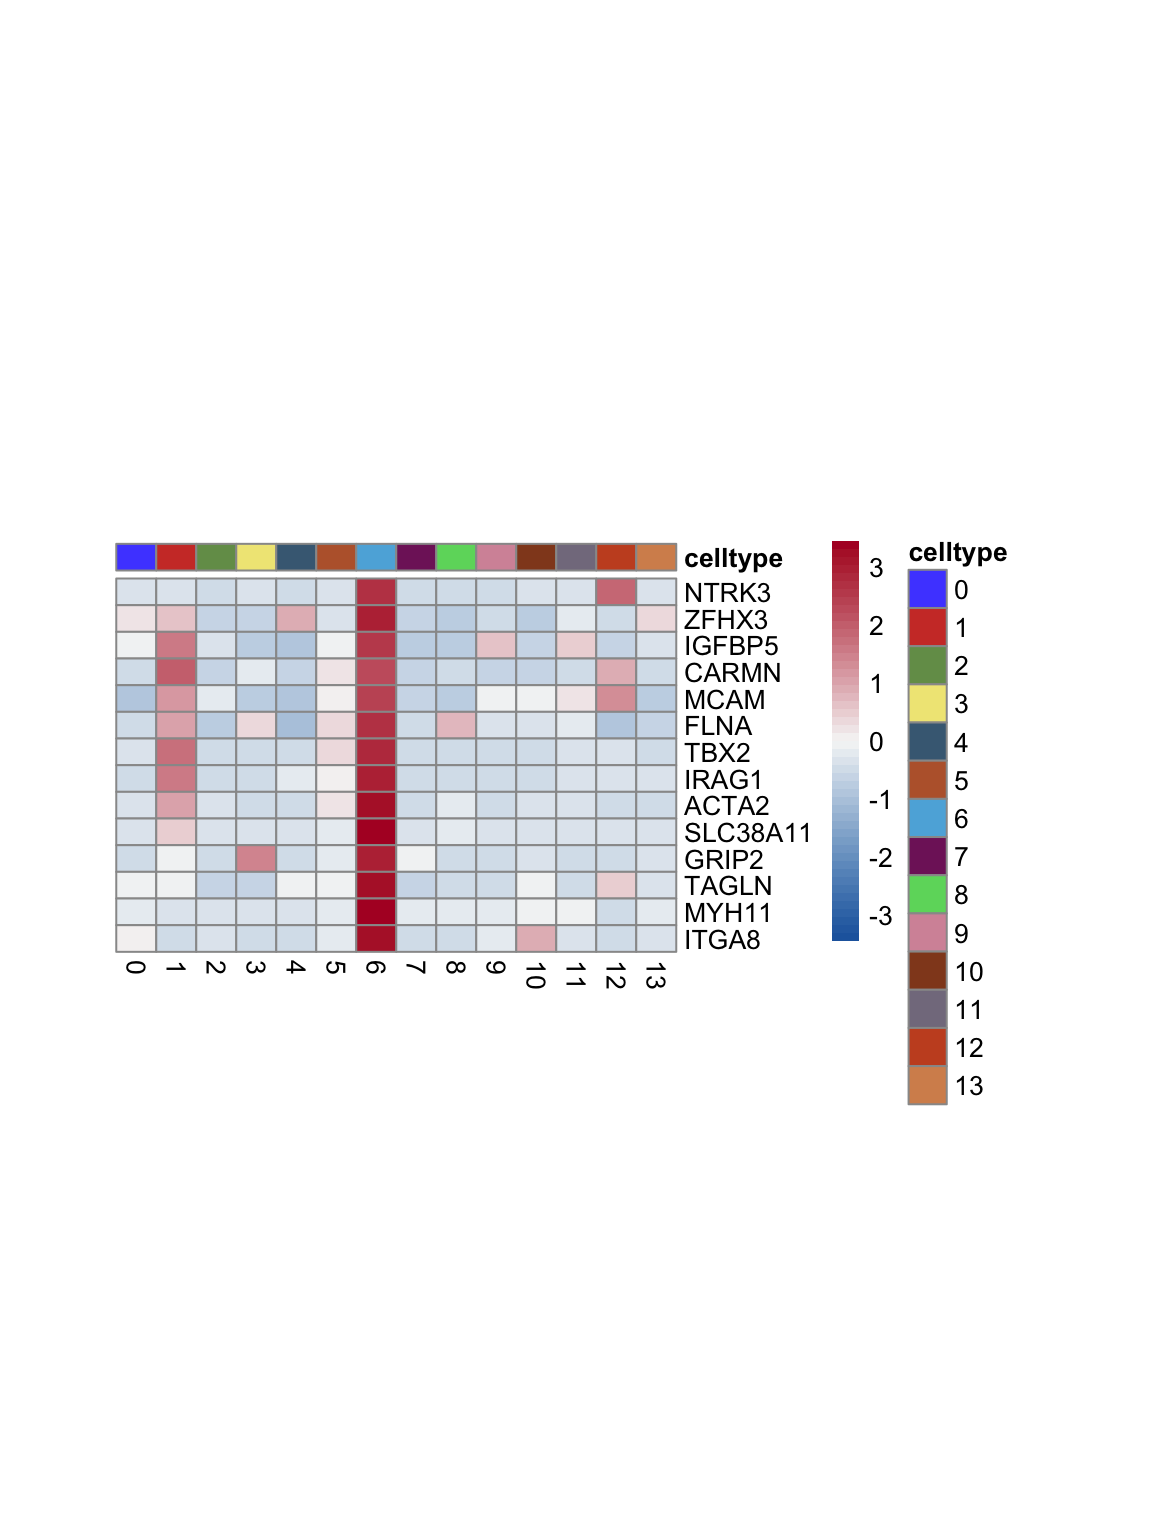 celltype
NTRK3
ZFHX3
IGFBP5
CARMN
MCAM
FLNA
TBX2
IRAG1
ACTA2
SLC38A11
GRIP2
TAGLN
MYH11
ITGA8
0 1 2 3 4 5 6 7 8 9 10 11 12 13
3
2
1
0
-1
-2
-3
celltype
0
1
2
3
4
5
6
7
8
9
10
11
12
13